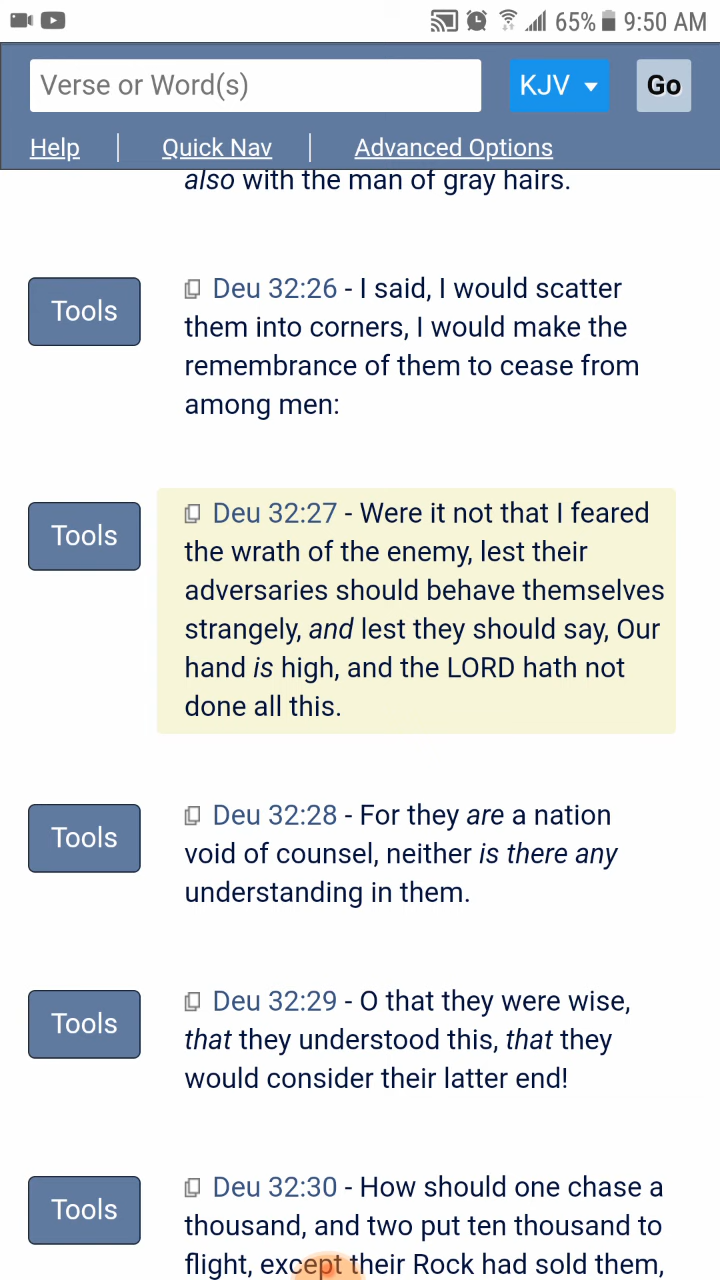 65% 9:50 AM
Verse or Word(s) KJV Go
Help Quick Nav Advanced Options
also with the man of gray hairs.
Tools
Deu 32:26 - I said, I would scatter
them into corners, I would make the
remembrance of them to cease from
among men:
Tools
Deu 32:27 - Were it not that I feared
the wrath of the enemy, lest their
adversaries should behave themselves
strangely, and lest they should say, Our
hand is high, and the LORD hath not
done all this.
Tools
Deu 32:28 - For they are a nation
void of counsel, neither is there any
understanding in them.
Tools
Deu 32:29 - O that they were wise,
that they understood this, that they
would consider their latter end!
Tools
Deu 32:30 - How should one chase a
thousand, and two put ten thousand to
flight, except their Rock had sold them,